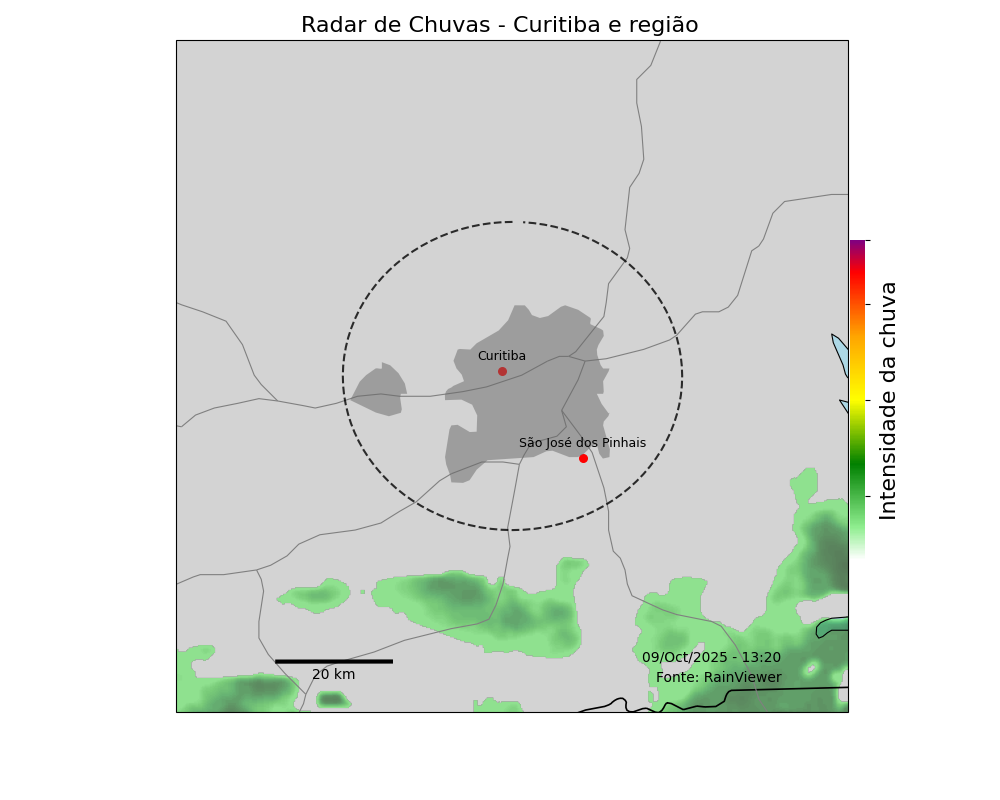 Radar de Chuvas - Curitiba e região
Curitiba
São José dos Pinhais
Intensidade da chuva
09/Oct/2025 - 13:20
20 km
Fonte: RainViewer